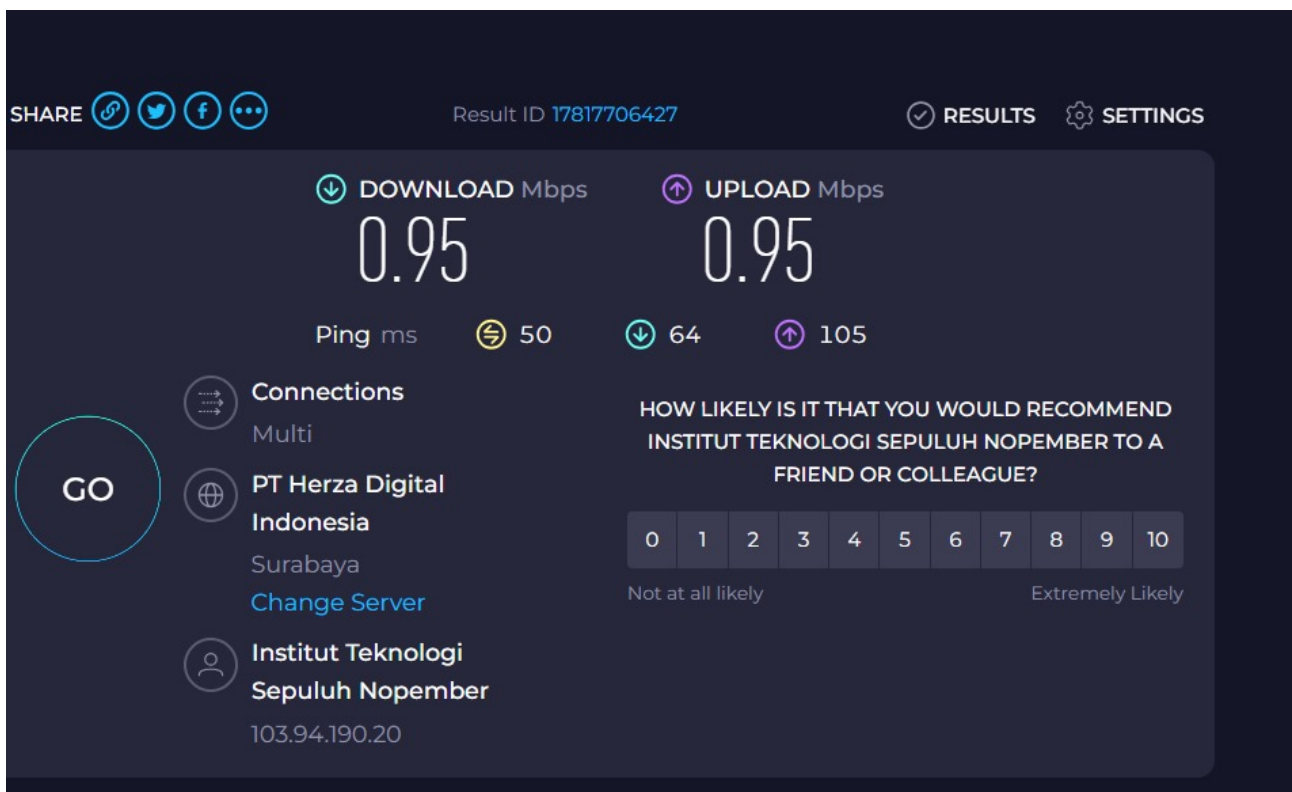 SHARE Result ID 17817706427 RESULTS SETTINGS
DOWNLOAD Mbps UPLOAD Mbps
0.95 0.95
Ping ms 50 64 105
Connections
Multi
PT Herza Digital
Indonesia
Surabaya
Change Server
Institut Teknologi
Sepuluh Nopember
103.94.190.20
GO
HOW LIKELY IS IT THAT YOU WOULD RECOMMEND
INSTITUT TEKNOLOGI SEPULUH NOPEMBER TO A
FRIEND OR COLLEAGUE?
0 1 2 3 4 5 6 7 8 9 10
Not at all likely Extremely Likely